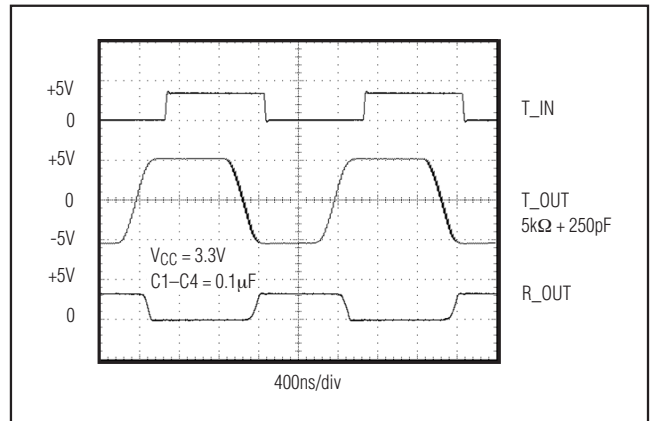 +5V
0
T_IN
+5V
0
-5V
T_OUT
5kΩ + 250pF
VCC = 3.3V
C1–C4 = 0.1µF
+5V
0
R_OUT
400ns/div